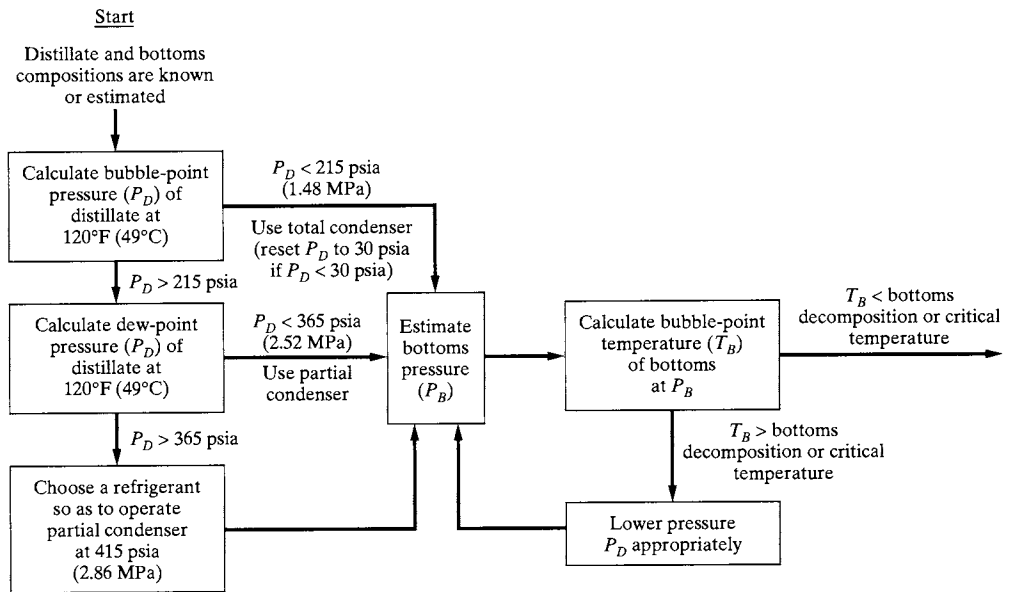 Start
Distillate and bottoms
compositions are known
or estimated
Calculate bubble-point
pressure (P_D) of
distillate at
120°F (49°C)
P_D < 215 psia
(1.48 MPa)
Use total condenser
(reset P_D to 30 psia
if P_D < 30 psia)
P_D > 215 psia
Calculate dew-point
pressure (P_D) of
distillate at
120°F (49°C)
P_D < 365 psia
(2.52 MPa)
Use partial
condenser
P_D > 365 psia
Choose a refrigerant
so as to operate
partial condenser
at 415 psia
(2.86 MPa)
Estimate
bottoms
pressure
(P_B)
Calculate bubble-point
temperature (T_B)
of bottoms
at P_B
T_B < bottoms
decomposition or critical
temperature
T_B > bottoms
decomposition or critical
temperature
Lower pressure
P_D appropriately